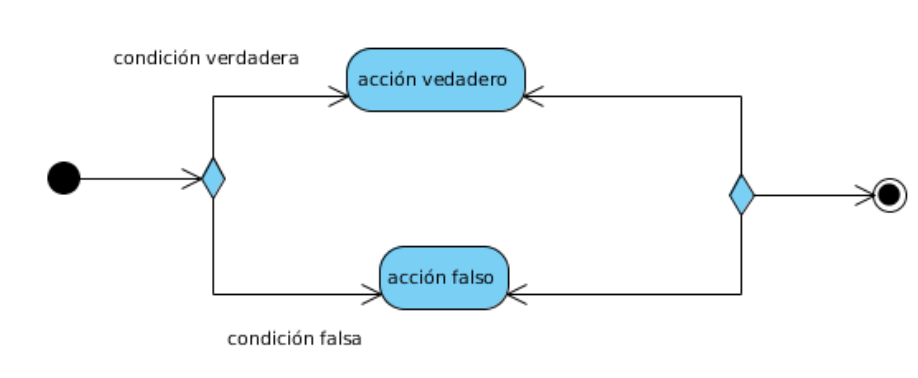 condición verdadera
acción vedadero
acción falso
condición falsa